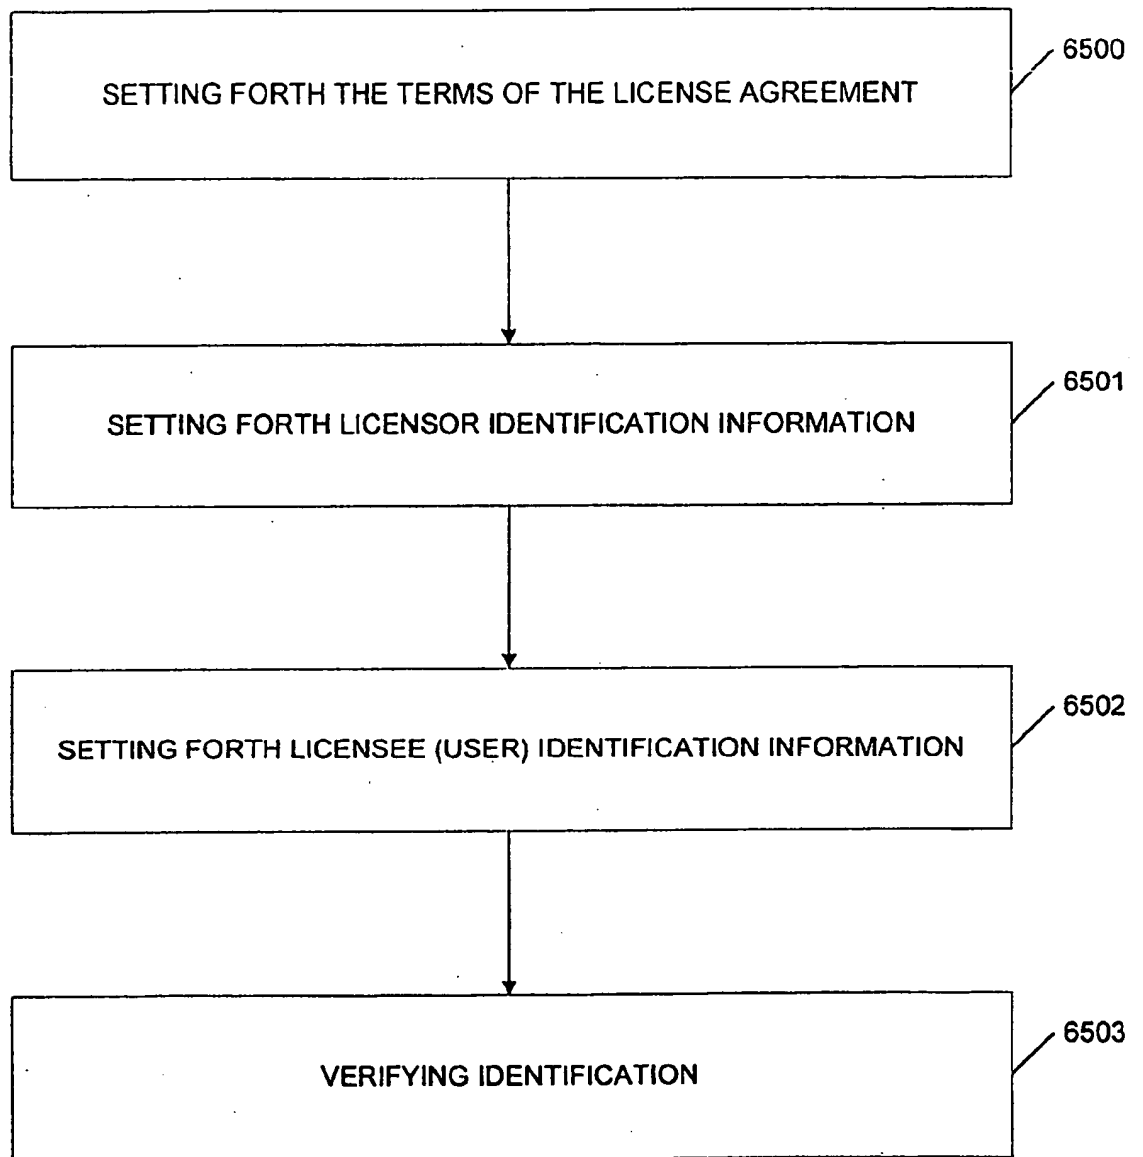 6500
SETTING FORTH THE TERMS OF THE LICENSE AGREEMENT
6501
SETTING FORTH LICENSOR IDENTIFICATION INFORMATION
6502
SETTING FORTH LICENSEE (USER) IDENTIFICATION INFORMATION
6503
VERIFYING IDENTIFICATION